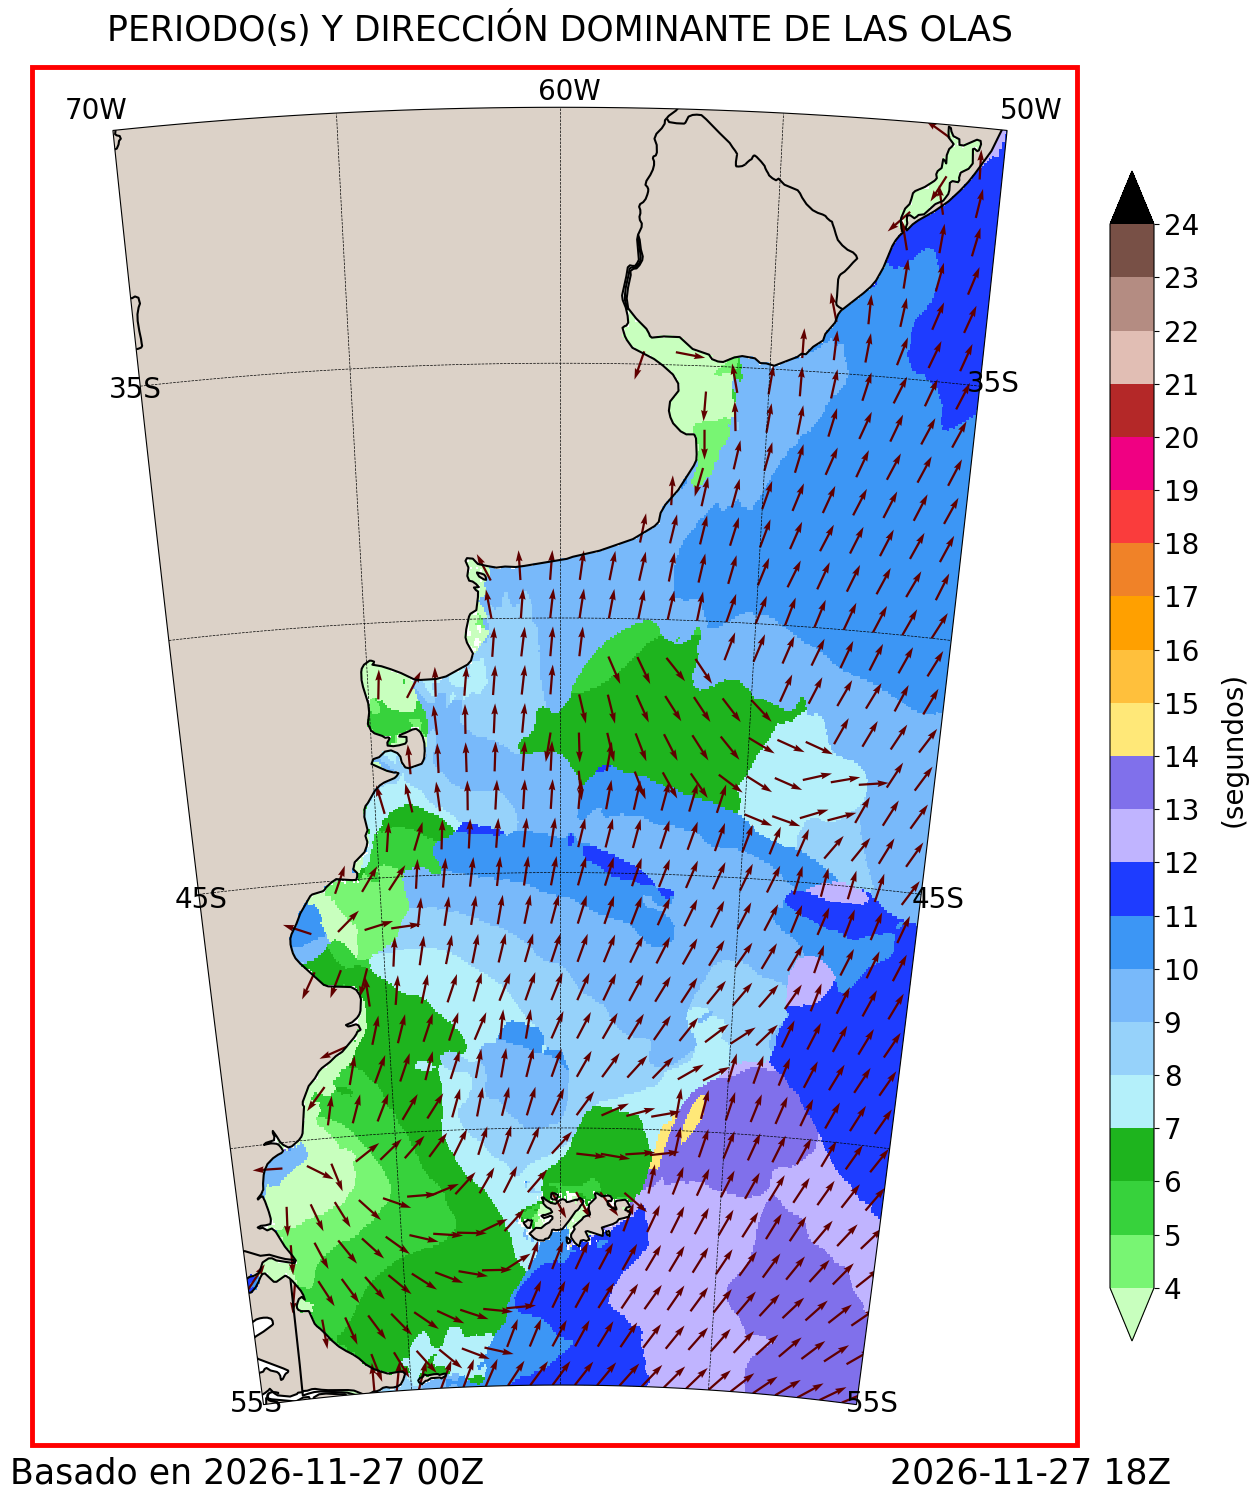 PERIODO(s) Y DIRECCIÓN DOMINANTE DE LAS OLAS
70W
60W
50W
35S
35S
45S
45S
55S
55S
24
23
22
21
20
19
18
17
16
15
14
13
12
11
10
9
8
7
6
5
4
(segundos)
Basado en 2026-11-27 00Z
2026-11-27 18Z